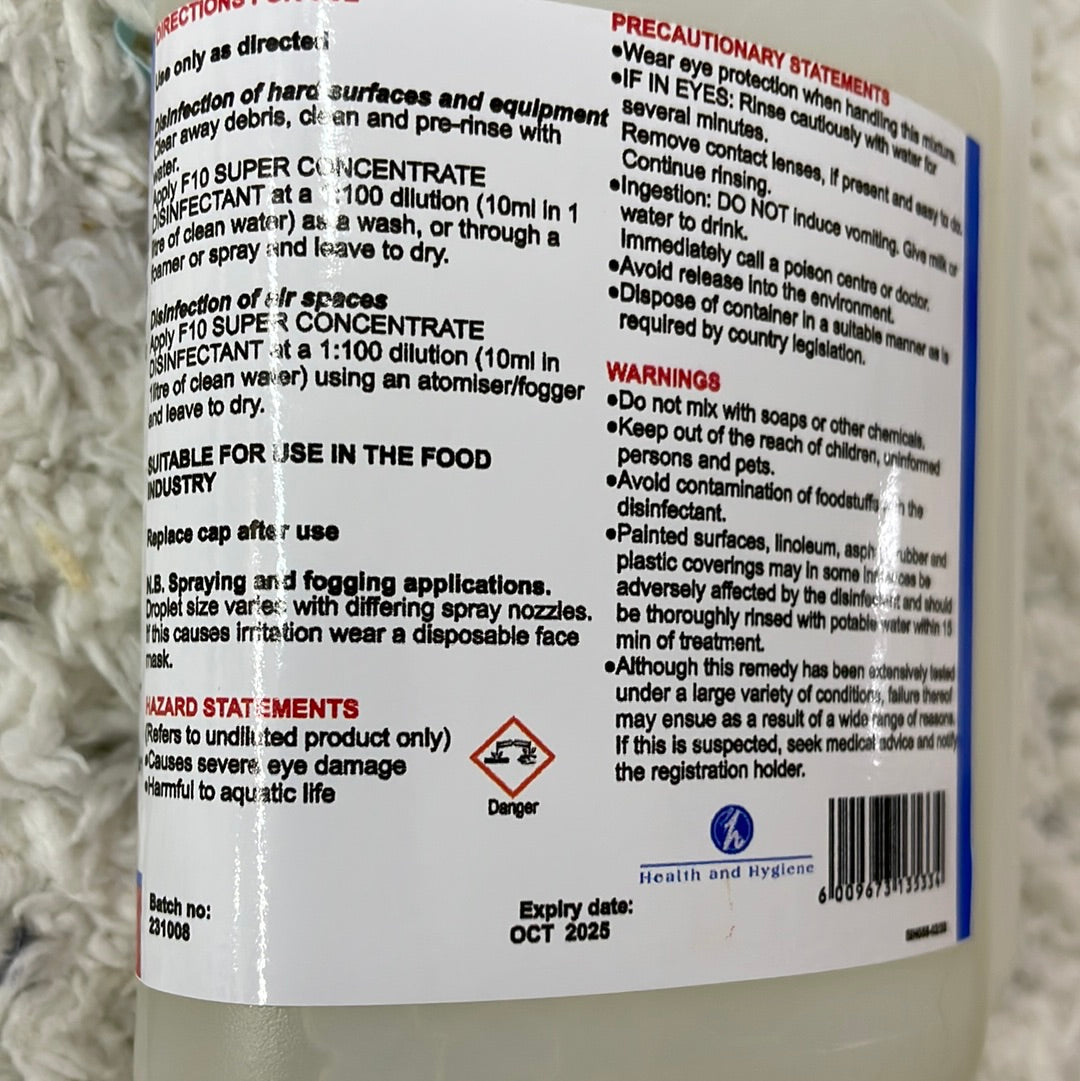 DIRECTIONS FOR USE
Use only as directed
Disinfection of hard surfaces and equipment
Clear away debris, clean and pre-rinse with
water.
Apply F10 SUPER CONCENTRATE
DISINFECTANT at a 1:100 dilution (10ml in 1
litre of clean water) as a wash, or through a
foamer or spray and leave to dry.
Disinfection of air spaces
Apply F10 SUPER CONCENTRATE
DISINFECTANT at a 1:100 dilution (10ml in
1litre of clean water) using an atomiser/fogger
and leave to dry.
SUITABLE FOR USE IN THE FOOD
INDUSTRY
Replace cap after use
N.B. Spraying and fogging applications.
Droplet size varies with differing spray nozzles.
If this causes irritation wear a disposable face
mask.
HAZARD STATEMENTS
(Refers to undiluted product only)
•Causes severe eye damage
•Harmful to aquatic life
Danger
Batch no:
231008
Expiry date:
OCT 2025
PRECAUTIONARY STATEMENTS
•Wear eye protection when handling this mixture.
•IF IN EYES: Rinse cautiously with water for
several minutes.
Remove contact lenses, if present and easy to do.
Continue rinsing.
•Ingestion: DO NOT induce vomiting. Give milk or
water to drink.
Immediately call a poison centre or doctor.
•Avoid release into the environment.
•Dispose of container in a suitable manner as is
required by country legislation.
WARNINGS
•Do not mix with soaps or other chemicals.
•Keep out of the reach of children, uninformed
persons and pets.
•Avoid contamination of foodstuffs with the
disinfectant.
•Painted surfaces, linoleum, asphalt, rubber and
plastic coverings may in some instances be
adversely affected by the disinfectant and should
be thoroughly rinsed with potable water within 15
min of treatment.
•Although this remedy has been extensively tested
under a large variety of conditions, failure thereof
may ensue as a result of a wide range of reasons.
If this is suspected, seek medical advice and notify
the registration holder.
h
Health and Hygiene
6 009673 135334